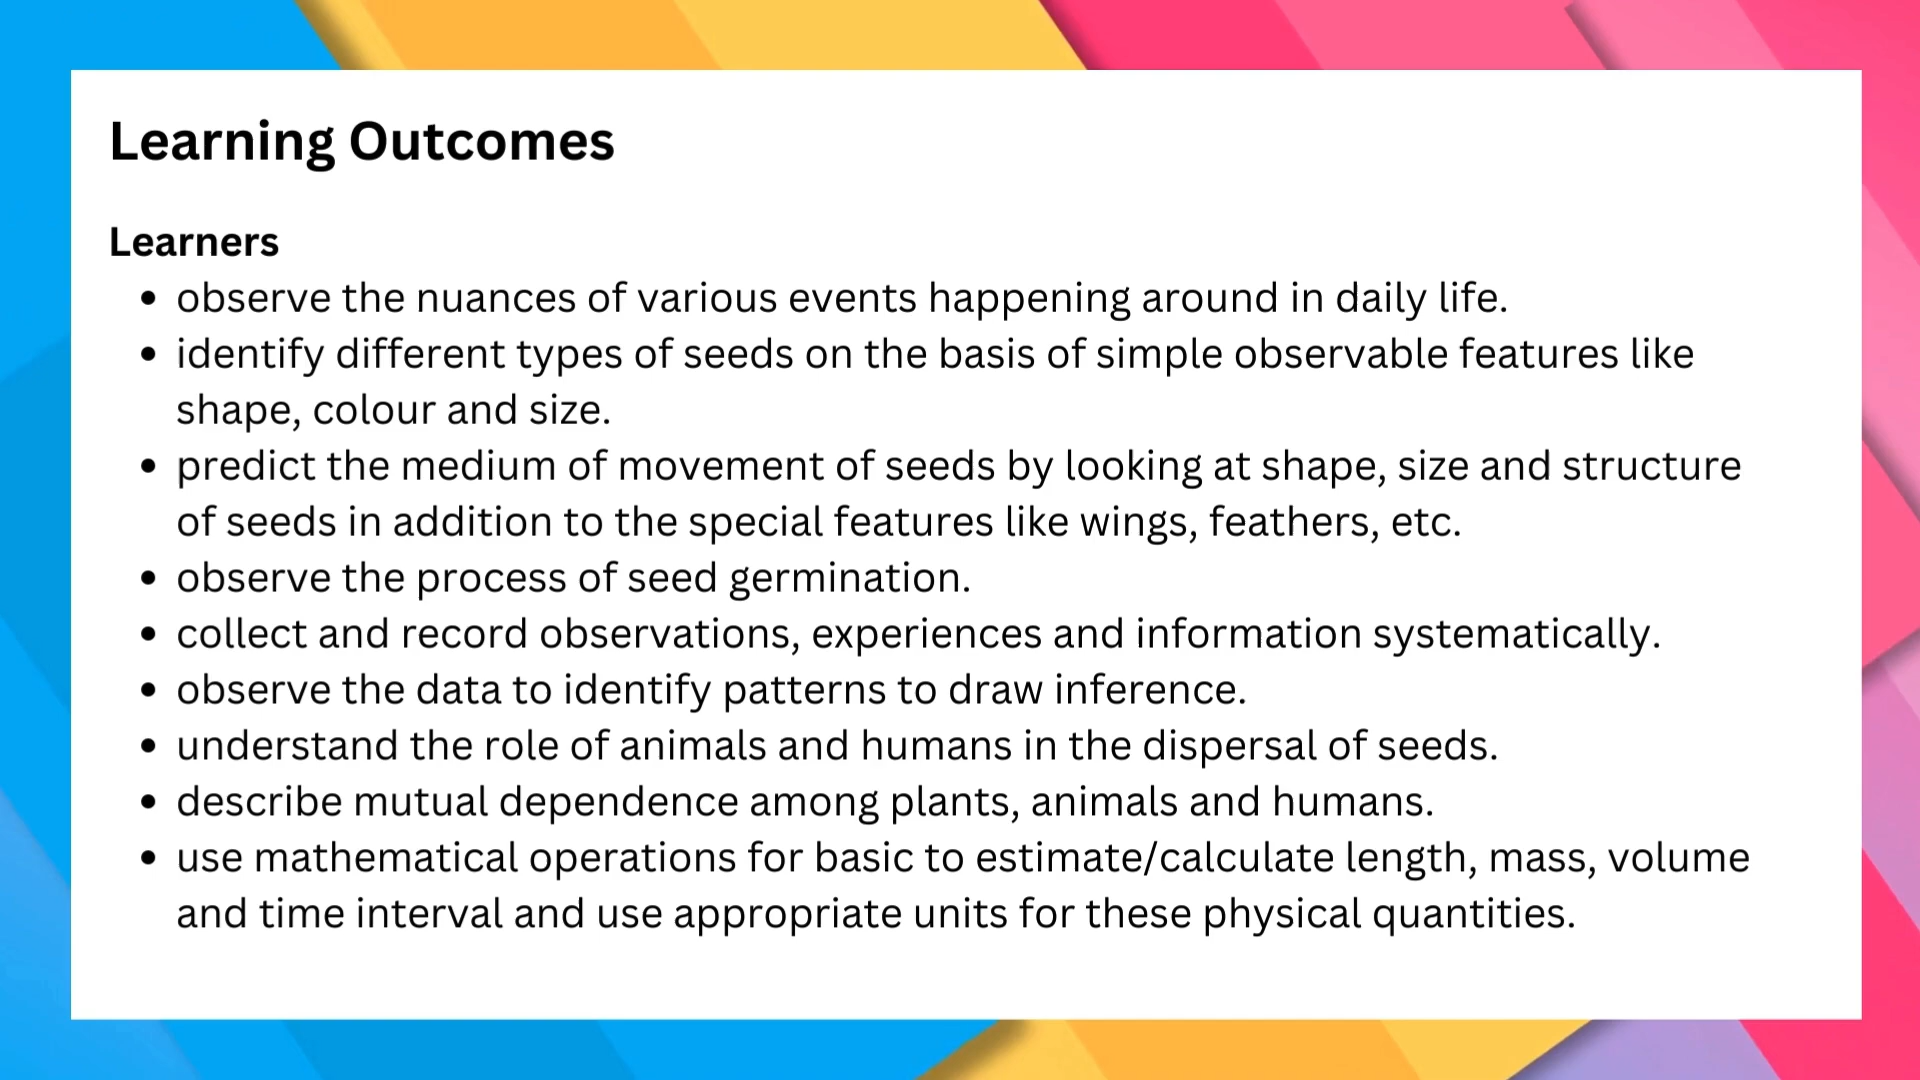 Learning Outcomes
Learners
• observe the nuances of various events happening around in daily life.
• identify different types of seeds on the basis of simple observable features like
shape, colour and size.
• predict the medium of movement of seeds by looking at shape, size and structure
of seeds in addition to the special features like wings, feathers, etc.
• observe the process of seed germination.
• collect and record observations, experiences and information systematically.
• observe the data to identify patterns to draw inference.
• understand the role of animals and humans in the dispersal of seeds.
• describe mutual dependence among plants, animals and humans.
• use mathematical operations for basic to estimate/calculate length, mass, volume
and time interval and use appropriate units for these physical quantities.